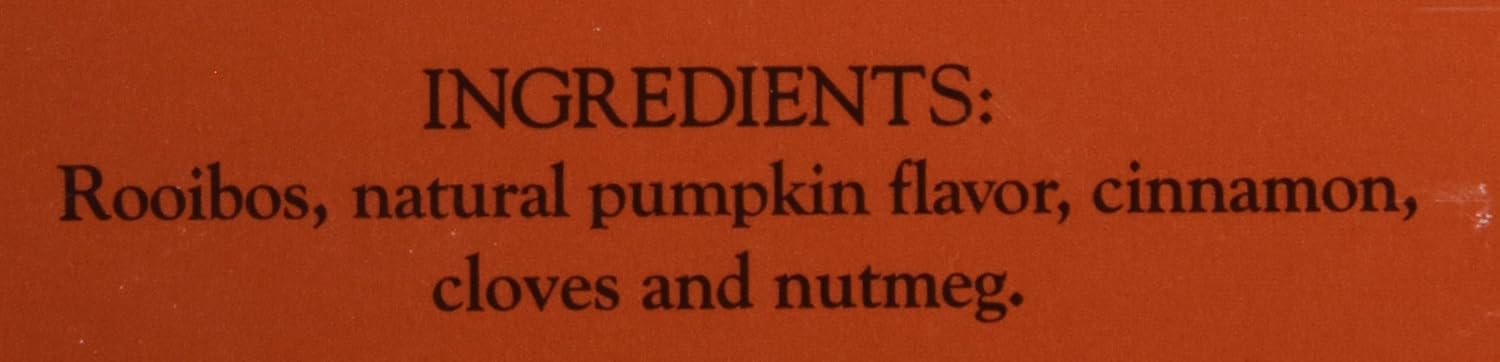 INGREDIENTS:
Rooibos, natural pumpkin flavor, cinnamon,
cloves and nutmeg.